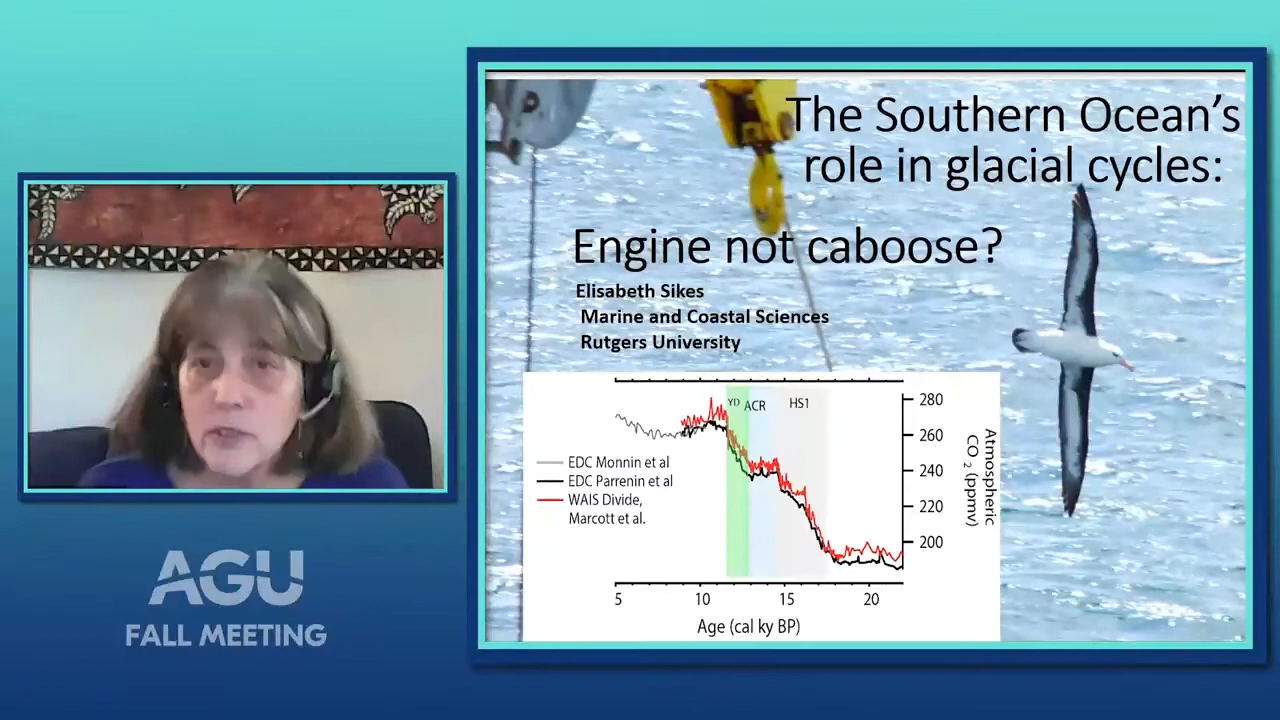 The Southern Ocean's
role in glacial cycles:
Engine not caboose?
Elisabeth Sikes
Marine and Coastal Sciences
Rutgers University
YD ACR HS1
280
260
240
220
200
Atmospheric
CO 2 (ppmv)
EDC Monnin et al
EDC Parrenin et al
WAIS Divide,
Marcott et al.
5 10 15 20
Age (cal ky BP)
AGU
FALL MEETING